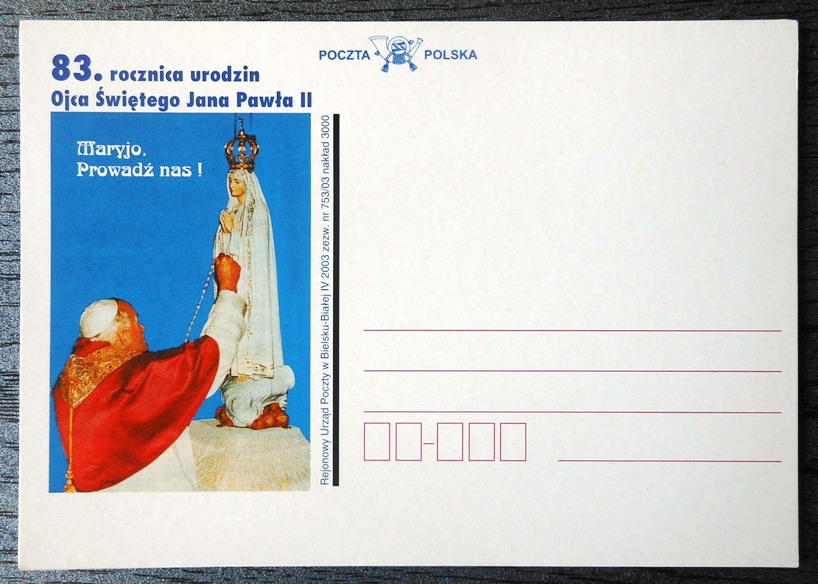 83. rocznica urodzin
Ojca Świętego Jana Pawła II
POCZTA POLSKA
Maryjo,
Prowadź nas !
Rejonowy Urząd Poczty w Bielsku-Białej IV 2003 zezw. nr 753/03 nakład 3000